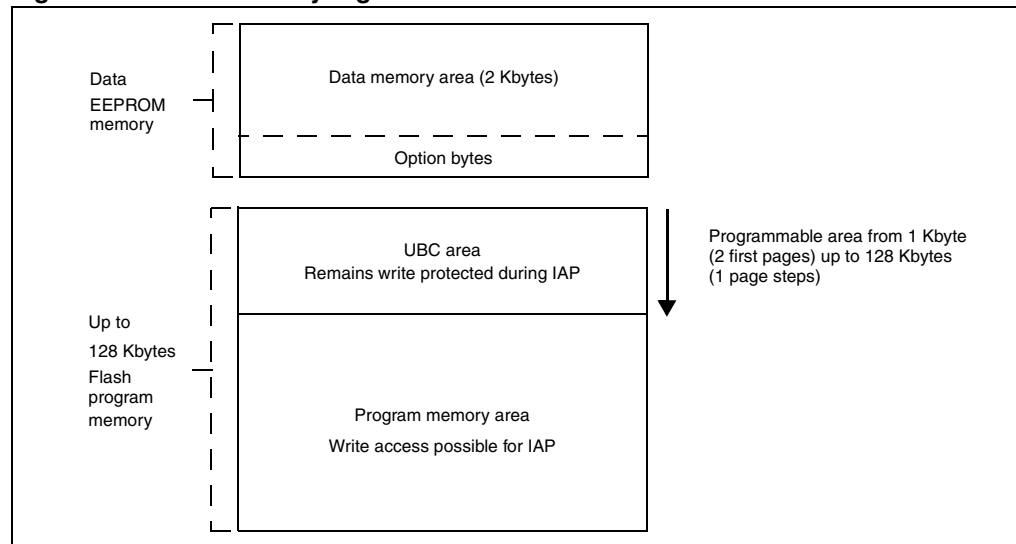 Data
EEPROM
memory
Data memory area (2 Kbytes)
Option bytes
UBC area
Remains write protected during IAP
Programmable area from 1 Kbyte
(2 first pages) up to 128 Kbytes
(1 page steps)
Up to
128 Kbytes
Flash
program
memory
Program memory area
Write access possible for IAP